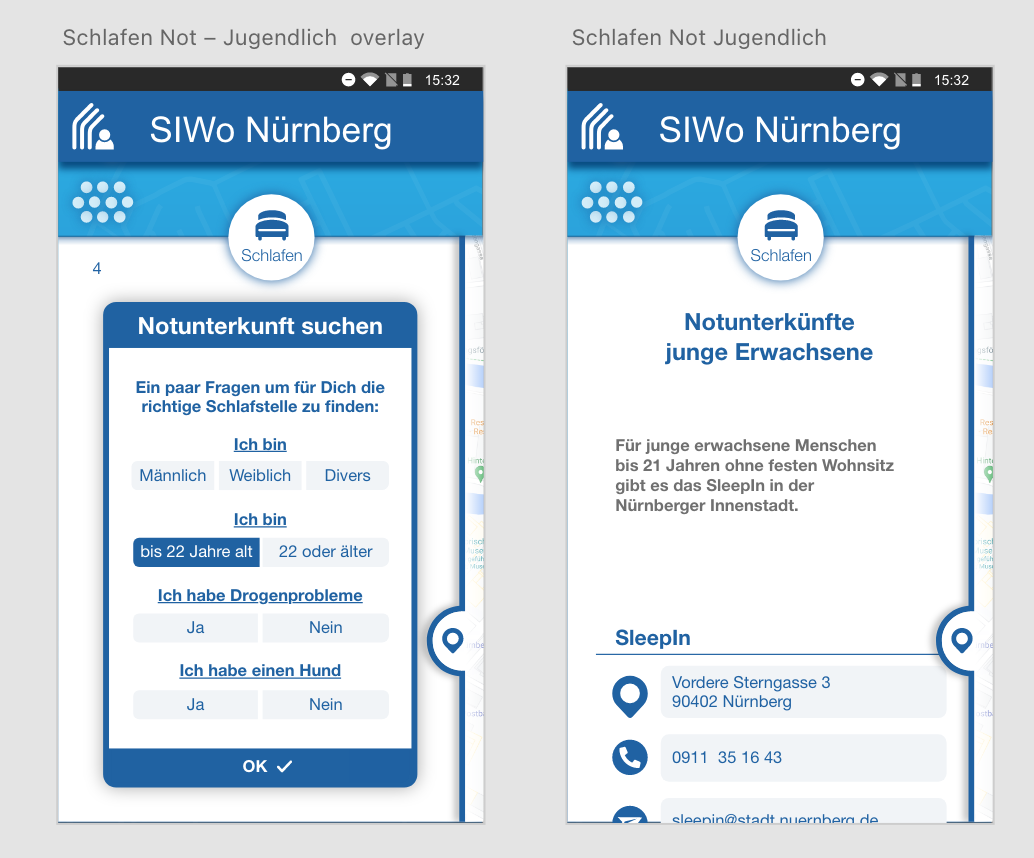 Schlafen Not – Jugendlich overlay
15:32
SIWo Nürnberg
Schlafen
4
Notunterkunft suchen
Ein paar Fragen um für Dich die
richtige Schlafstelle zu finden:
Ich bin
Männlich Weiblich Divers
Ich bin
bis 22 Jahre alt 22 oder älter
Ich habe Drogenprobleme
Ja Nein
Ich habe einen Hund
Ja Nein
OK
Schlafen Not Jugendlich
15:32
SIWo Nürnberg
Schlafen
Notunterkünfte
junge Erwachsene
Für junge erwachsene Menschen
bis 21 Jahren ohne festen Wohnsitz
gibt es das SleepIn in der
Nürnberger Innenstadt.
SleepIn
Vordere Sterngasse 3
90402 Nürnberg
0911 35 16 43
sleepin@stadt.nuernberg.de